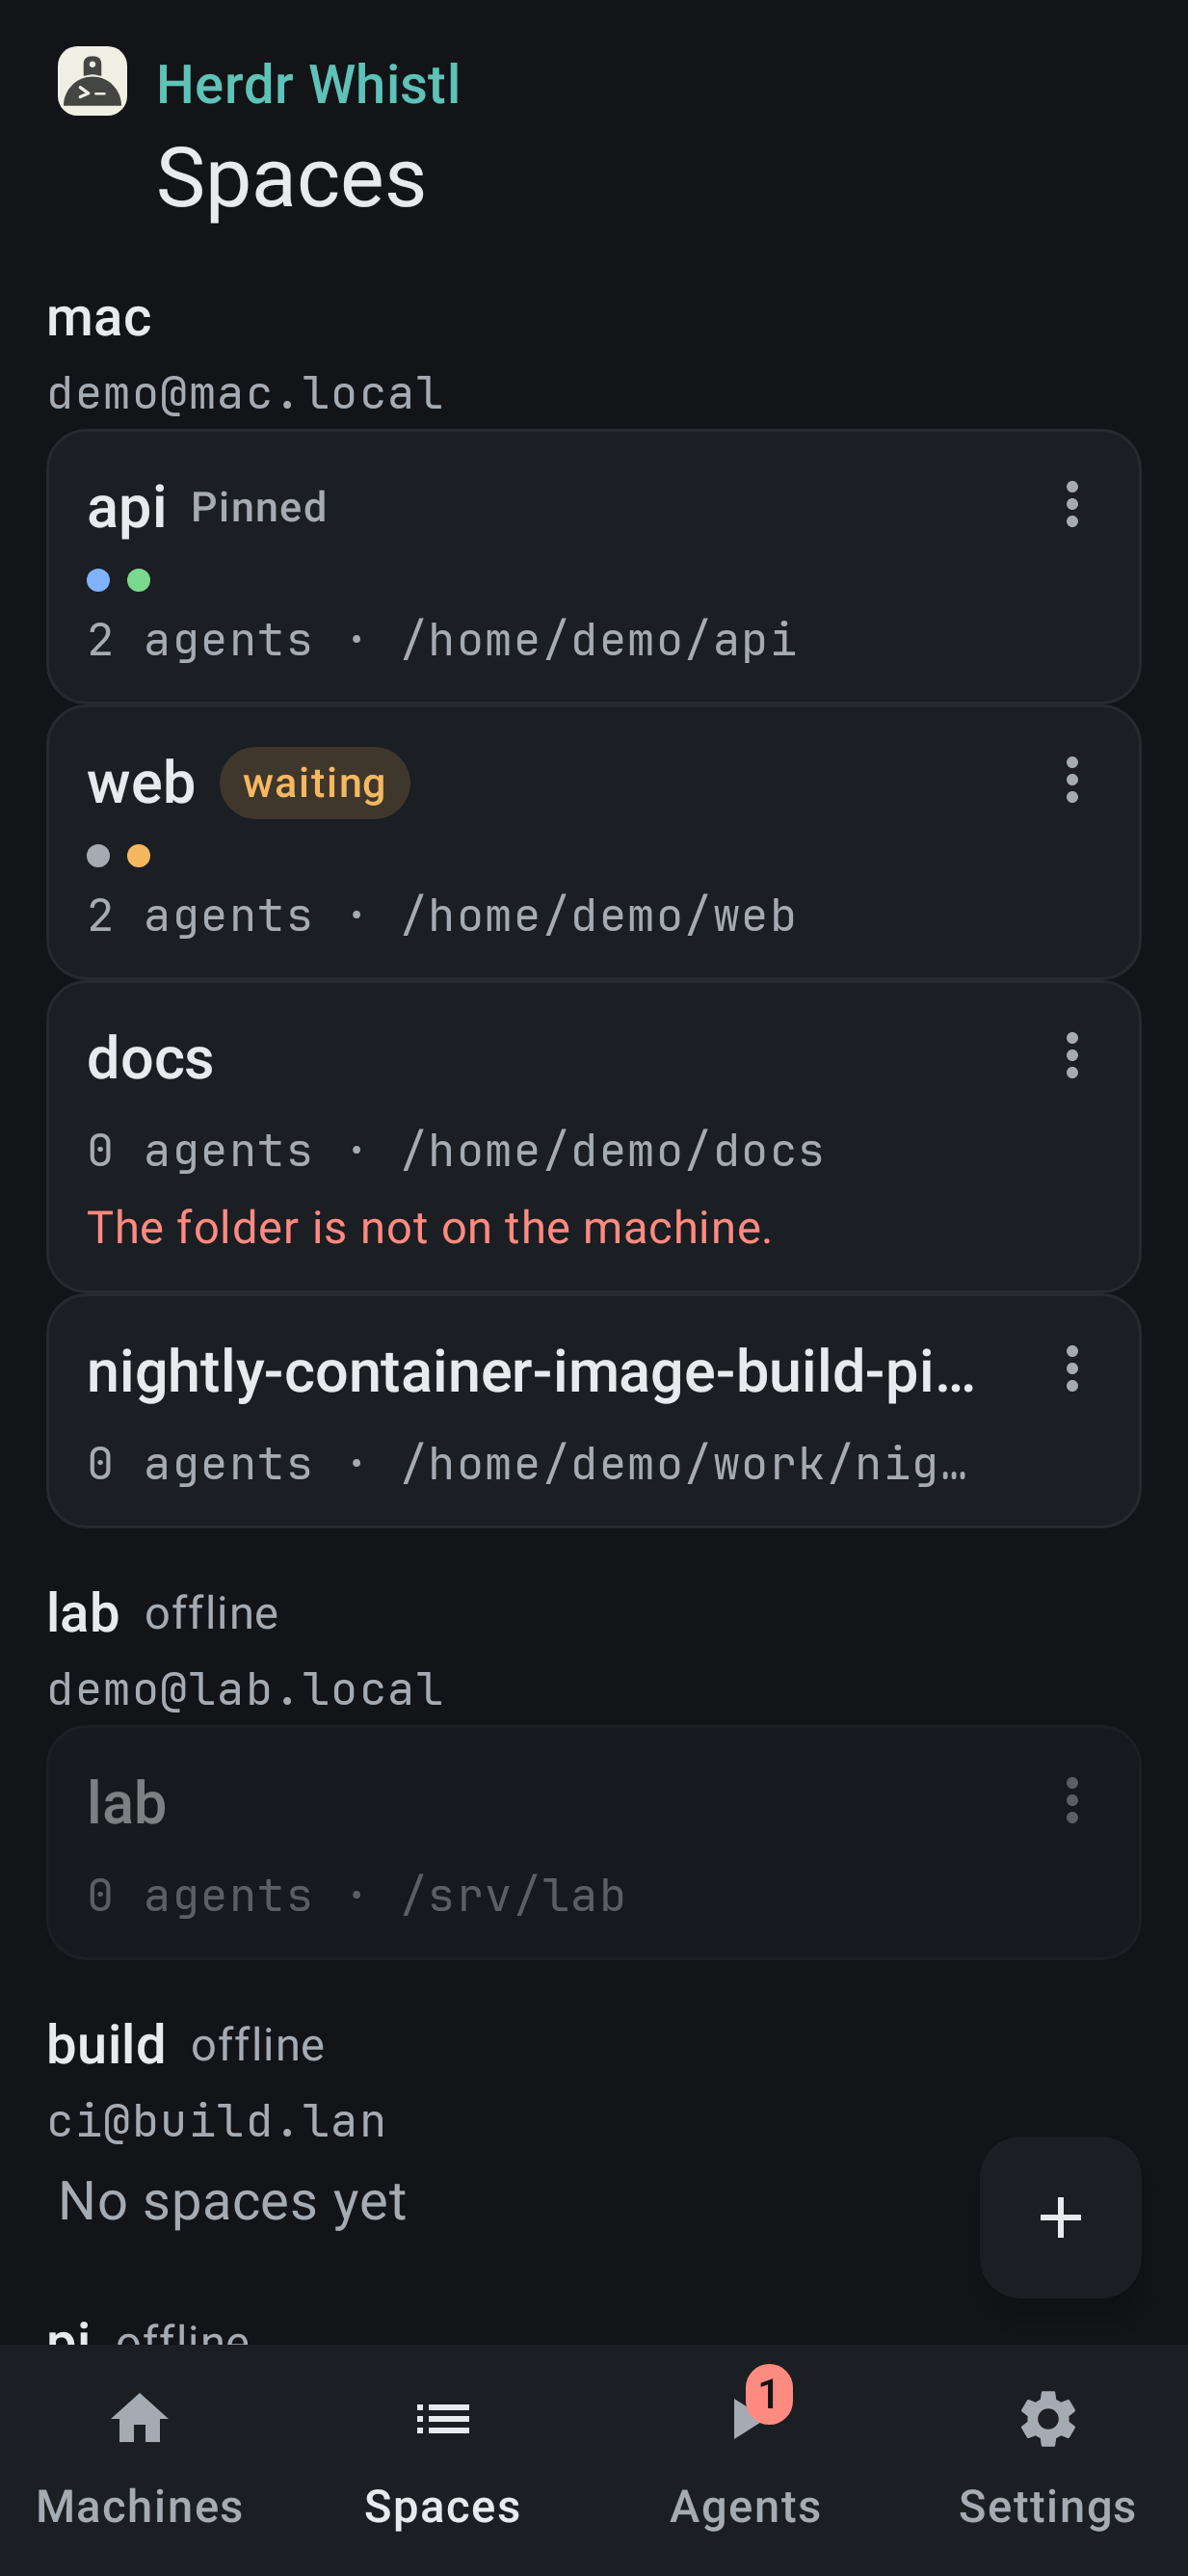 Herdr Whistl
Spaces
mac
demo@mac.local
api Pinned
2 agents · /home/demo/api
web waiting
2 agents · /home/demo/web
docs
0 agents · /home/demo/docs
The folder is not on the machine.
nightly-container-image-build-pi…
0 agents · /home/demo/work/nig…
lab offline
demo@lab.local
lab
0 agents · /srv/lab
build offline
ci@build.lan
No spaces yet
pi offline
1
Machines Spaces Agents Settings